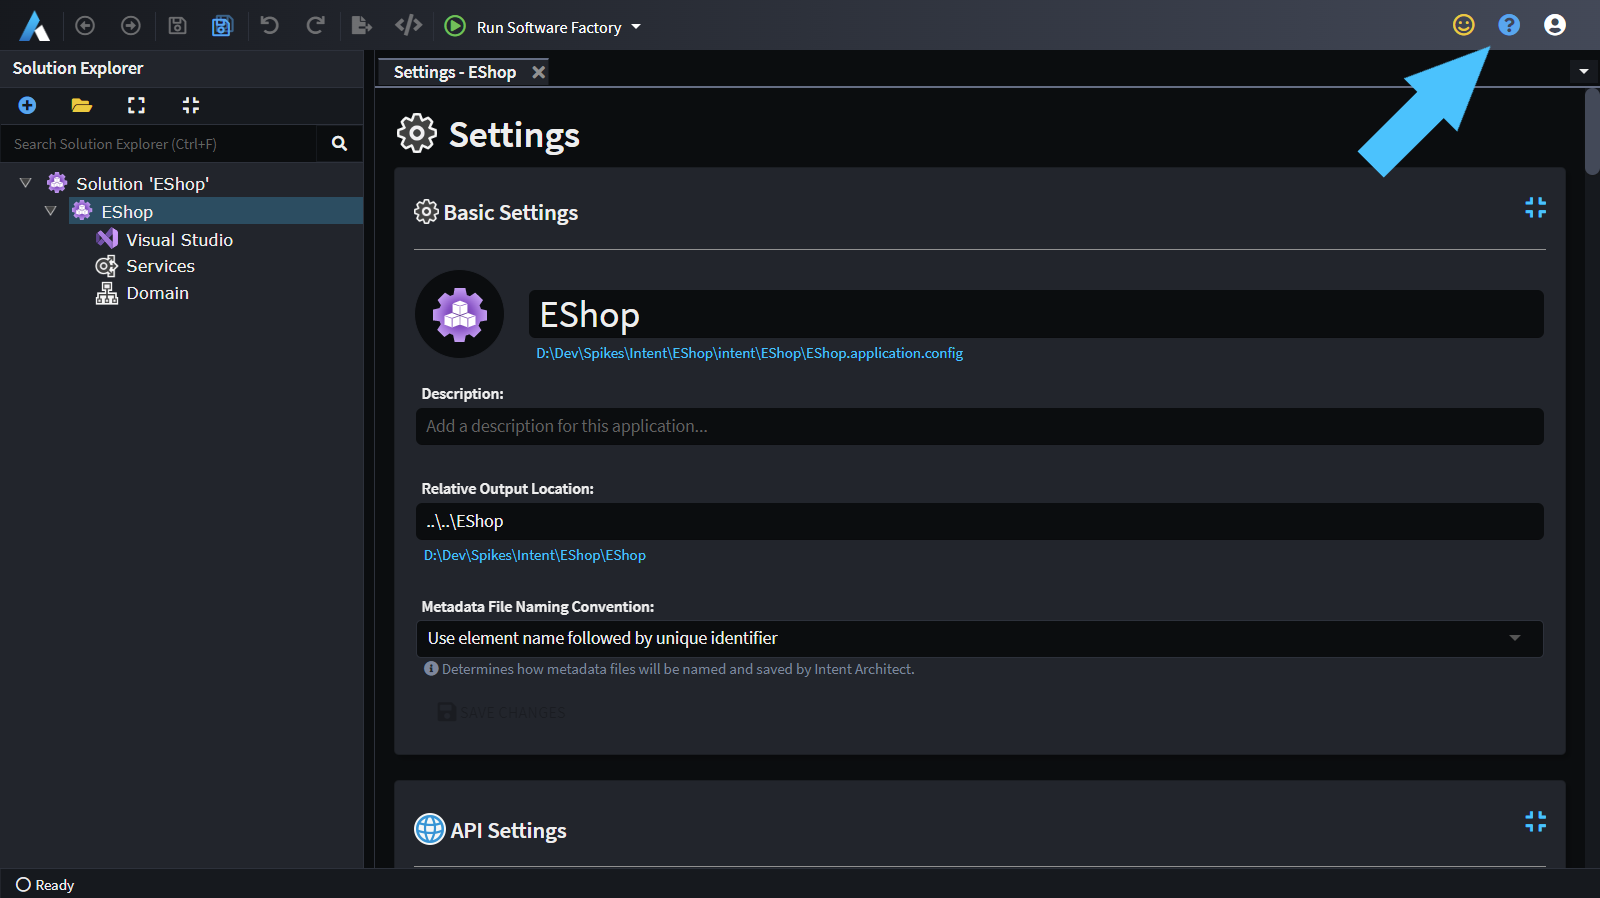 Run Software Factory
Solution Explorer
Settings - EShop
Search Solution Explorer (Ctrl+F)
Solution 'EShop'
EShop
Visual Studio
Services
Domain
Settings
Basic Settings
EShop
D:\Dev\Spikes\Intent\EShop\intent\EShop\EShop.application.config
Description:
Add a description for this application...
Relative Output Location:
..\..\EShop
D:\Dev\Spikes\Intent\EShop\EShop
Metadata File Naming Convention:
Use element name followed by unique identifier
Determines how metadata files will be named and saved by Intent Architect.
SAVE CHANGES
API Settings
Ready